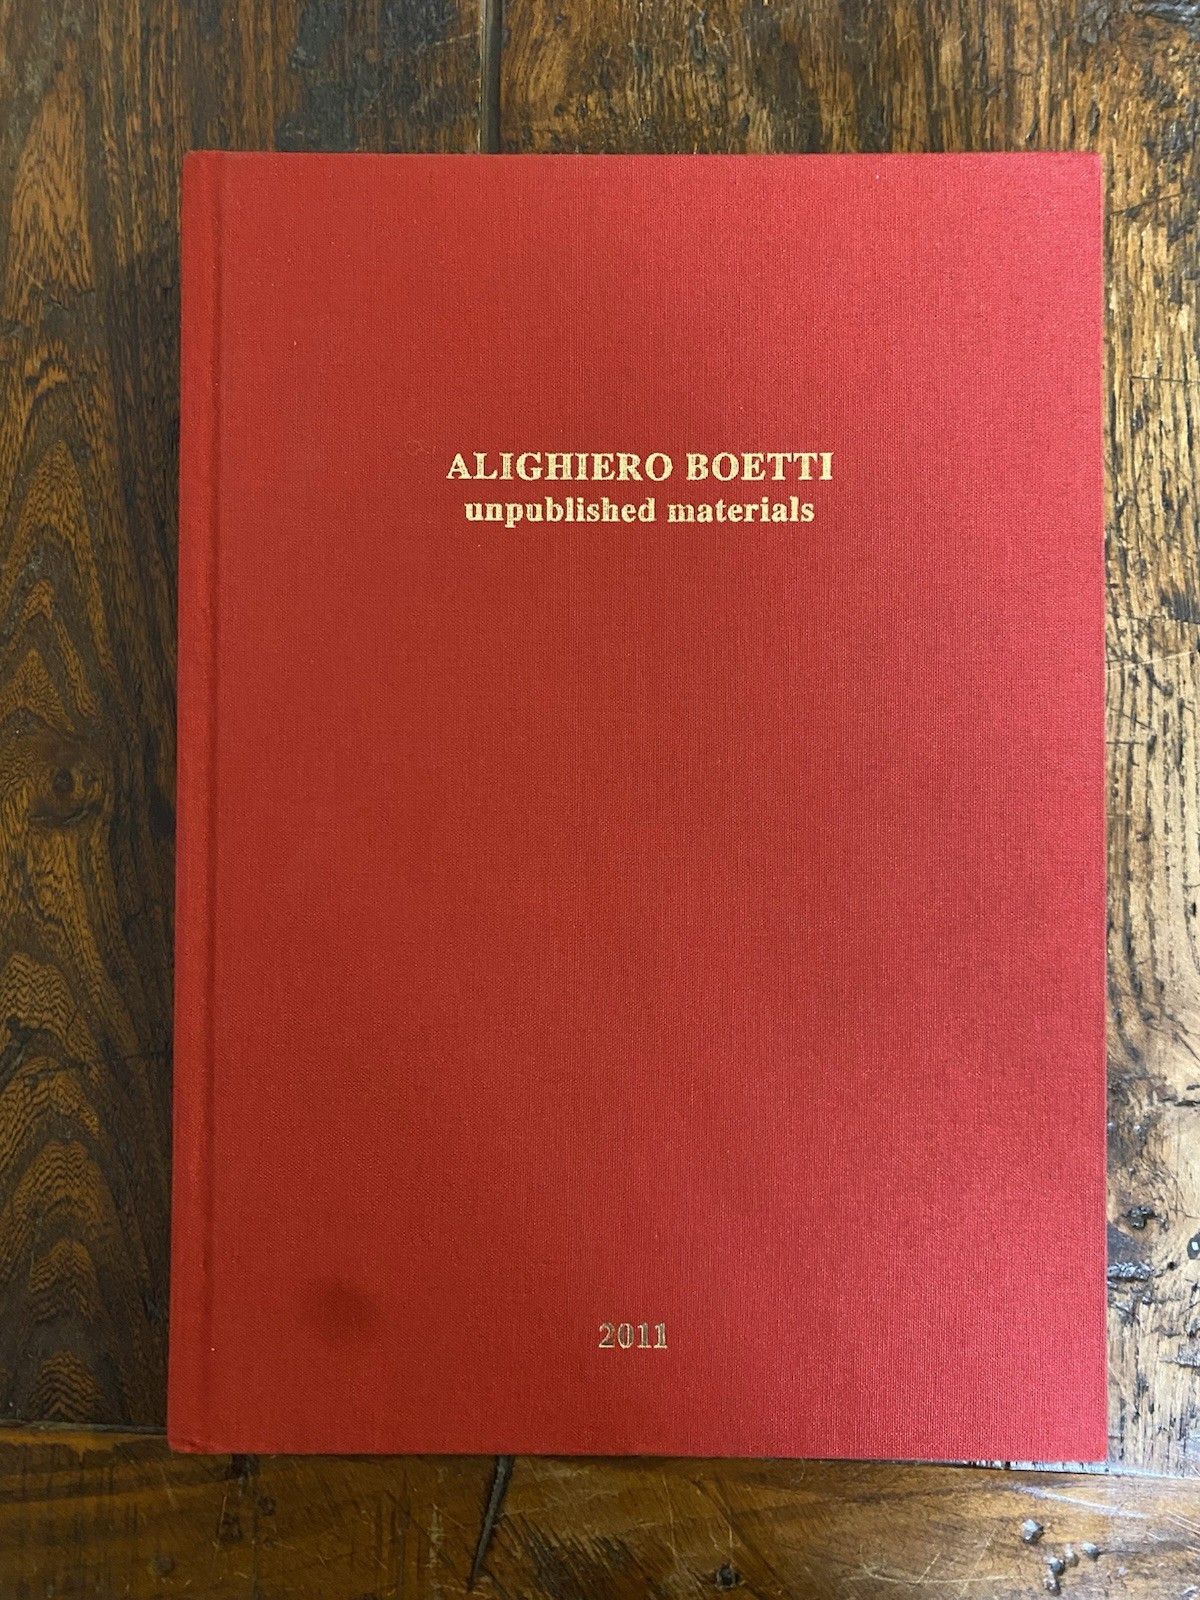 ALIGHIERO BOETTI
unpublished materials
2011